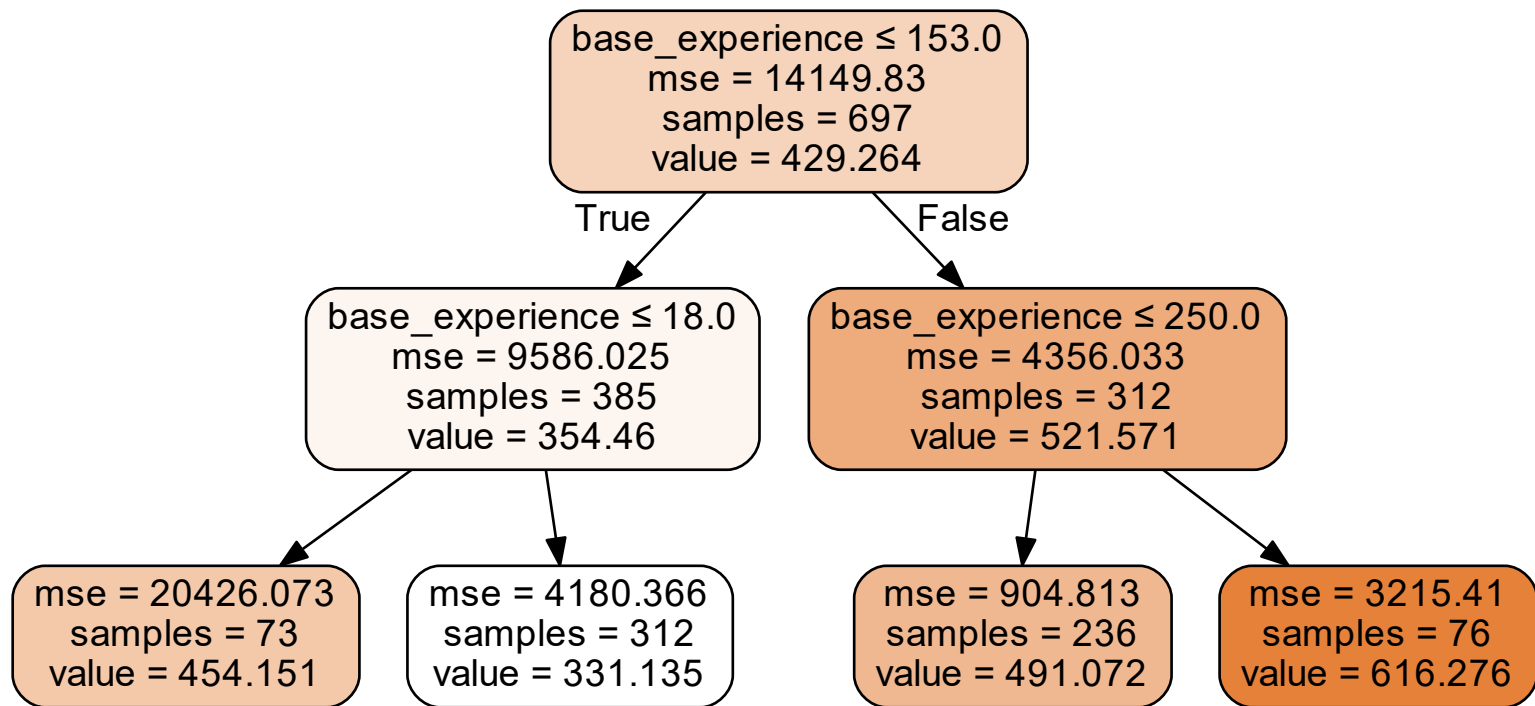 base_experience ≤ 153.0
mse = 14149.83
samples = 697
value = 429.264
True
False
base_experience ≤ 18.0
mse = 9586.025
samples = 385
value = 354.46
base_experience ≤ 250.0
mse = 4356.033
samples = 312
value = 521.571
mse = 20426.073
samples = 73
value = 454.151
mse = 4180.366
samples = 312
value = 331.135
mse = 904.813
samples = 236
value = 491.072
mse = 3215.41
samples = 76
value = 616.276